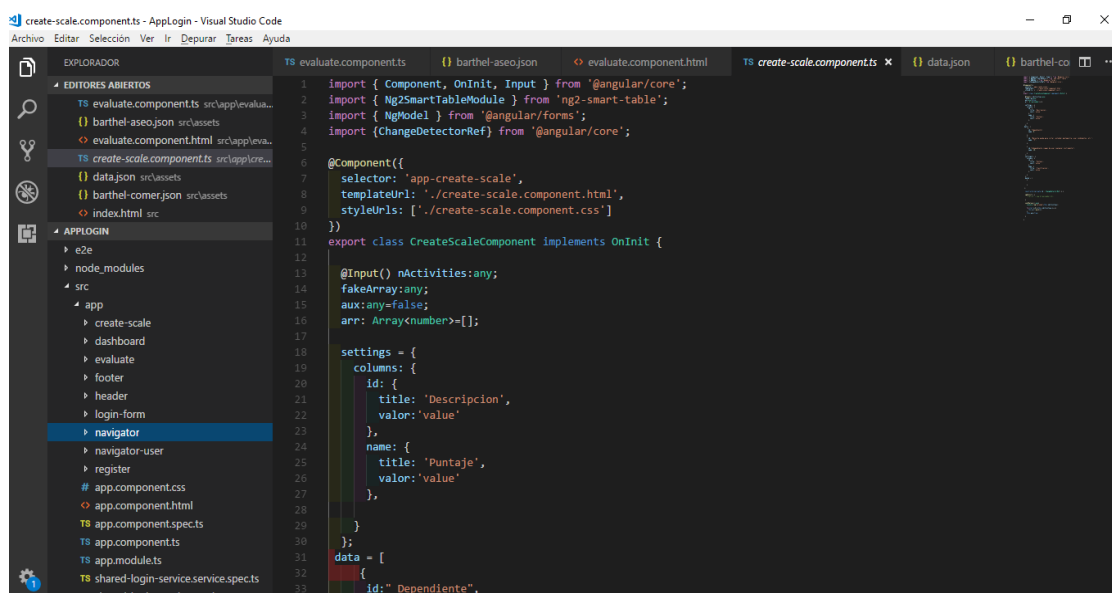 create-scale.component.ts - AppLogin - Visual Studio Code
Archivo Editar Selección Ver Ir Depurar Tareas Ayuda
EXPLORADOR
EDITORES ABIERTOS
TS evaluate.component.ts src\app\evalua...
{} barthel-aseo.json src\assets
<> evaluate.component.html src\app\eva...
TS create-scale.component.ts src\app\cre...
{} data.json src\assets
{} barthel-comer.json src\assets
<> index.html src
APPLOGIN
e2e
node_modules
src
app
create-scale
dashboard
evaluate
footer
header
login-form
navigator
navigator-user
register
# app.component.css
<> app.component.html
TS app.component.spec.ts
TS app.component.ts
TS app.module.ts
TS shared-login-service.service.spec.ts
1
TS evaluate.component.ts {} barthel-aseo.json <> evaluate.component.html TS create-scale.component.ts × {} data.json {} barthel-co
1 import { Component, OnInit, Input } from '@angular/core';
2 import { Ng2SmartTableModule } from 'ng2-smart-table';
3 import { NgModel } from '@angular/forms';
4 import {ChangeDetectorRef} from '@angular/core';
5
6 @Component({
7 selector: 'app-create-scale',
8 templateUrl: './create-scale.component.html',
9 styleUrls: ['./create-scale.component.css']
10 })
11 export class CreateScaleComponent implements OnInit {
12
13 @Input() nActivities:any;
14 fakeArray:any;
15 aux:any=false;
16 arr: Array<number>=[];
17
18 settings = {
19 columns: {
20 id: {
21 title: 'Descripcion',
22 valor:'value'
23 },
24 name: {
25 title: 'Puntaje',
26 valor:'value'
27 },
28
29 }
30 };
31 data = [
32 {
33 id:" Dependiente",